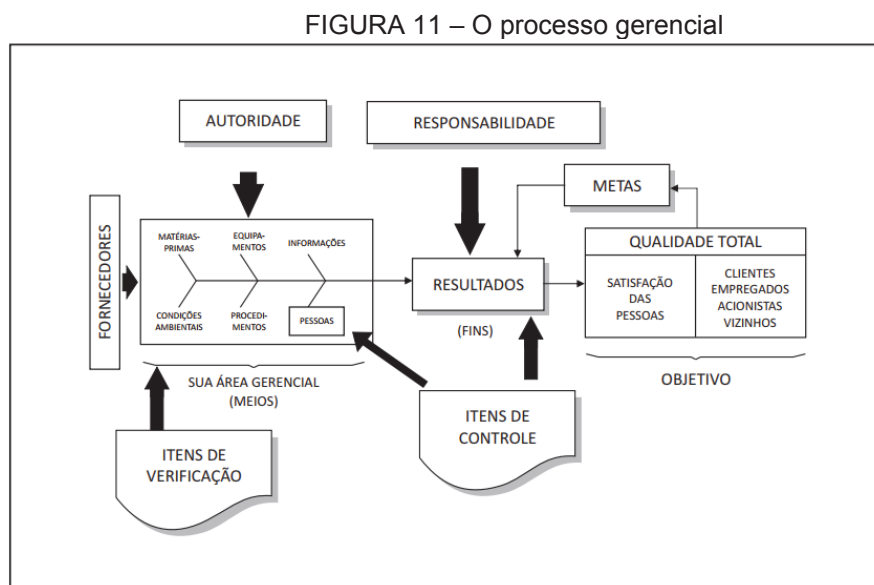 FIGURA 11 – O processo gerencial
AUTORIDADE
RESPONSABILIDADE
METAS
FORNECEDORES
MATÉRIAS-
PRIMAS
EQUIPA-
MENTOS
INFORMAÇÕES
CONDIÇÕES
AMBIENTAIS
PROCEDI-
MENTOS
PESSOAS
RESULTADOS
(FINS)
QUALIDADE TOTAL
SATISFAÇÃO
DAS
PESSOAS
CLIENTES
EMPREGADOS
ACIONISTAS
VIZINHOS
SUA ÁREA GERENCIAL
(MEIOS)
OBJETIVO
ITENS DE
VERIFICAÇÃO
ITENS DE
CONTROLE